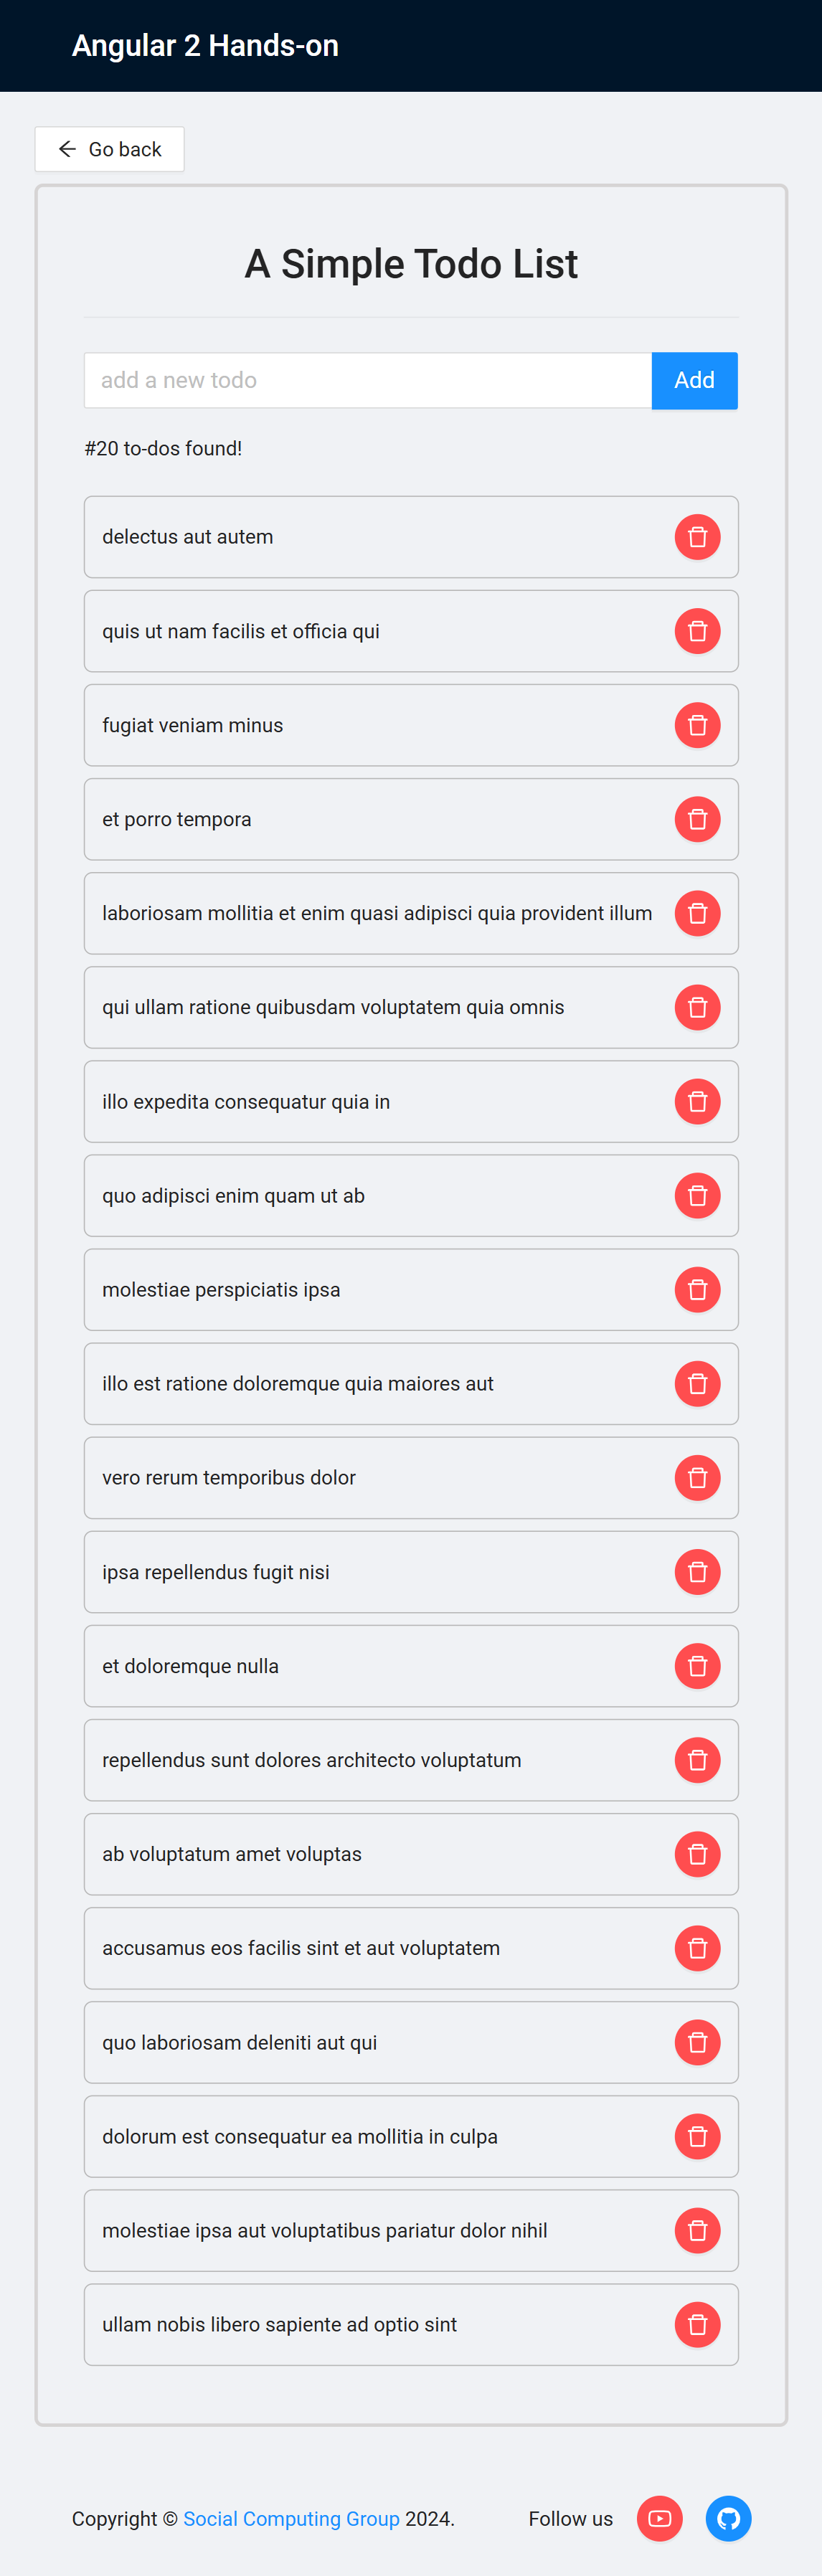 Angular 2 Hands-on
Go back
A Simple Todo List
add a new todo
Add
#20 to-dos found!
delectus aut autem
quis ut nam facilis et officia qui
fugiat veniam minus
et porro tempora
laboriosam mollitia et enim quasi adipisci quia provident illum
qui ullam ratione quibusdam voluptatem quia omnis
illo expedita consequatur quia in
quo adipisci enim quam ut ab
molestiae perspiciatis ipsa
illo est ratione doloremque quia maiores aut
vero rerum temporibus dolor
ipsa repellendus fugit nisi
et doloremque nulla
repellendus sunt dolores architecto voluptatum
ab voluptatum amet voluptas
accusamus eos facilis sint et aut voluptatem
quo laboriosam deleniti aut qui
dolorum est consequatur ea mollitia in culpa
molestiae ipsa aut voluptatibus pariatur dolor nihil
ullam nobis libero sapiente ad optio sint
Copyright © Social Computing Group 2024.
Follow us